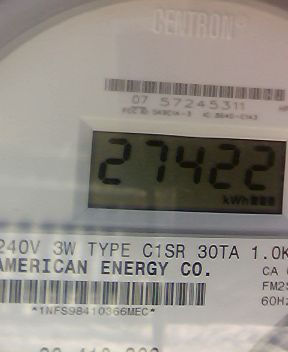 CENTRON®
07 57245311
27422
kWh
240V 3W TYPE C1SR 30TA 1.0K
AMERICAN ENERGY CO.
CA
FM2S
60Hz
*1NFS98410366MEC*